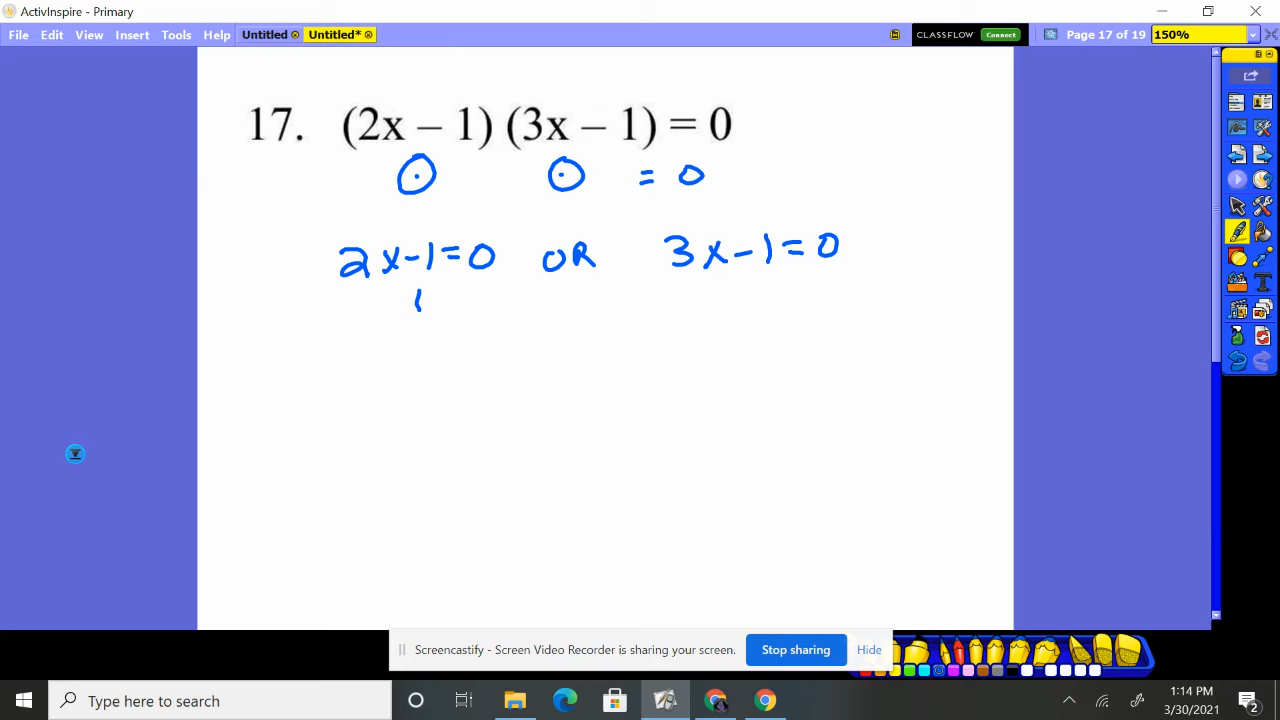 ActivInspire - Primary
File Edit View Insert Tools Help Untitled Untitled* CLASSFLOW Connect Page 17 of 19 150%
17. (2x – 1) (3x – 1) = 0
= 0
2x-1=0 OR 3x-1=0
Screencastify - Screen Video Recorder is sharing your screen. Stop sharing Hide
Type here to search
1:14 PM
3/30/2021
2